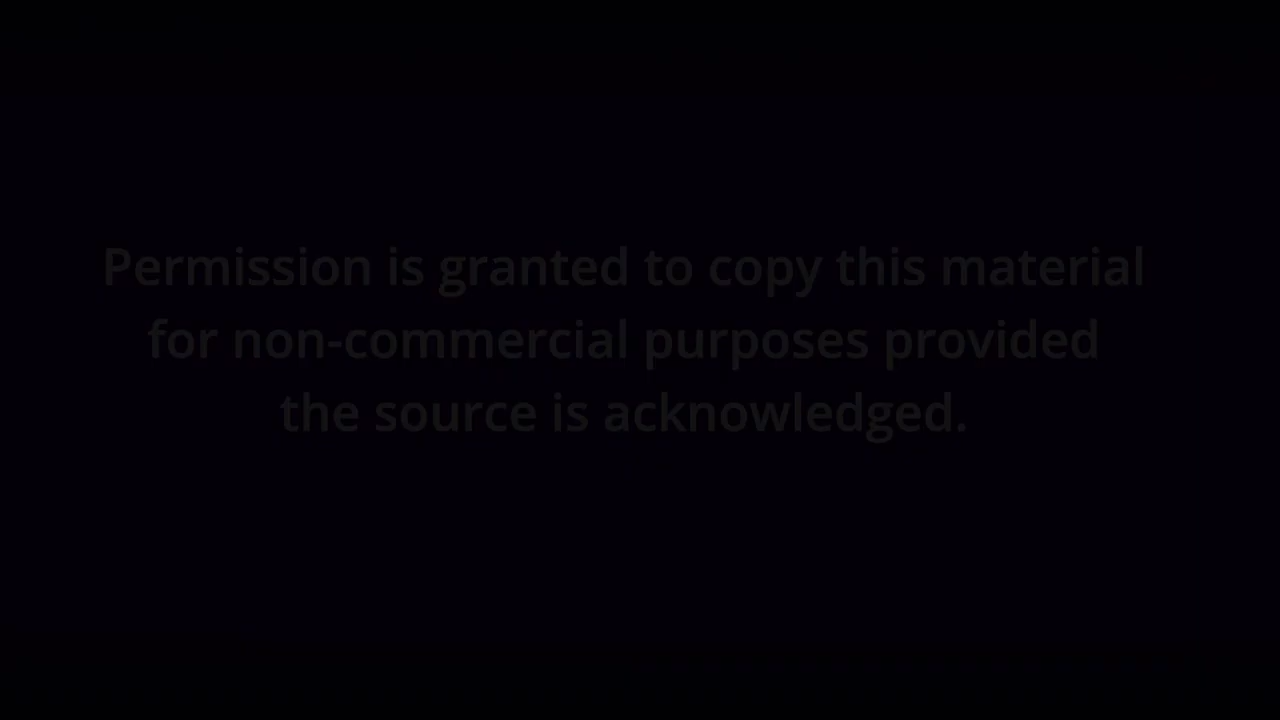 Permission is granted to copy this material
for non-commercial purposes provided
the source is acknowledged.